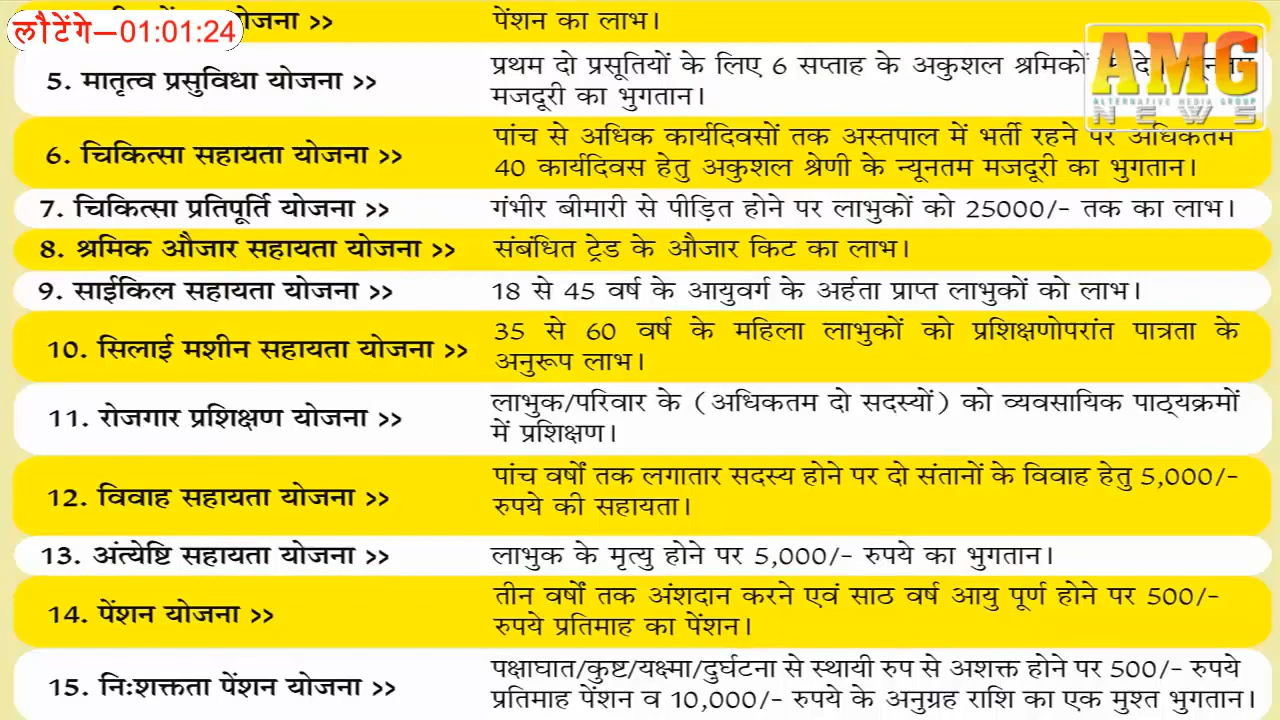 लौटेंगे–01:01:24
योजना >> पेंशन का लाभ।
AMG
ALTERNATIVE MEDIA GROUP
NEWS
5. मातृत्व प्रसुविधा योजना >> प्रथम दो प्रसूतियों के लिए 6 सप्ताह के अकुशल श्रमिकों
मजदूरी का भुगतान।
6. चिकित्सा सहायता योजना >> पांच से अधिक कार्यदिवसों तक अस्तपाल में भर्ती रहने पर अधिकतम
40 कार्यदिवस हेतु अकुशल श्रेणी के न्यूनतम मजदूरी का भुगतान।
7. चिकित्सा प्रतिपूर्ति योजना >> गंभीर बीमारी से पीड़ित होने पर लाभुकों को 25000/- तक का लाभ।
8. श्रमिक औजार सहायता योजना >> संबंधित ट्रेड के औजार किट का लाभ।
9. साईकिल सहायता योजना >> 18 से 45 वर्ष के आयुवर्ग के अर्हता प्राप्त लाभुकों को लाभ।
10. सिलाई मशीन सहायता योजना >> 35 से 60 वर्ष के महिला लाभुकों को प्रशिक्षणोपरांत पात्रता के
अनुरूप लाभ।
11. रोजगार प्रशिक्षण योजना >> लाभुक/परिवार के (अधिकतम दो सदस्यों) को व्यवसायिक पाठ्यक्रमों
में प्रशिक्षण।
12. विवाह सहायता योजना >> पांच वर्षों तक लगातार सदस्य होने पर दो संतानों के विवाह हेतु 5,000/-
रुपये की सहायता।
13. अंत्येष्टि सहायता योजना >> लाभुक के मृत्यु होने पर 5,000/- रुपये का भुगतान।
14. पेंशन योजना >> तीन वर्षों तक अंशदान करने एवं साठ वर्ष आयु पूर्ण होने पर 500/-
रुपये प्रतिमाह का पेंशन।
15. निःशक्तता पेंशन योजना >> पक्षाघात/कुष्ट/यक्ष्मा/दुर्घटना से स्थायी रुप से अशक्त होने पर 500/- रुपये
प्रतिमाह पेंशन व 10,000/- रुपये के अनुग्रह राशि का एक मुश्त भुगतान।